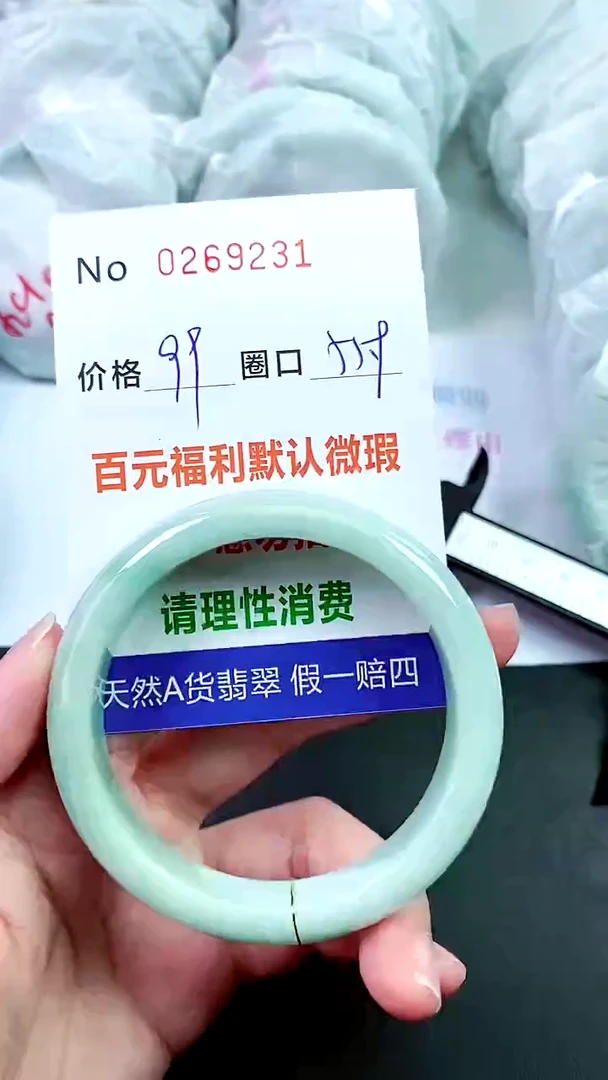 No 0269231
价格 99 圈口
百元福利默认微瑕
请理性消费
天然A货翡翠 假一赔四